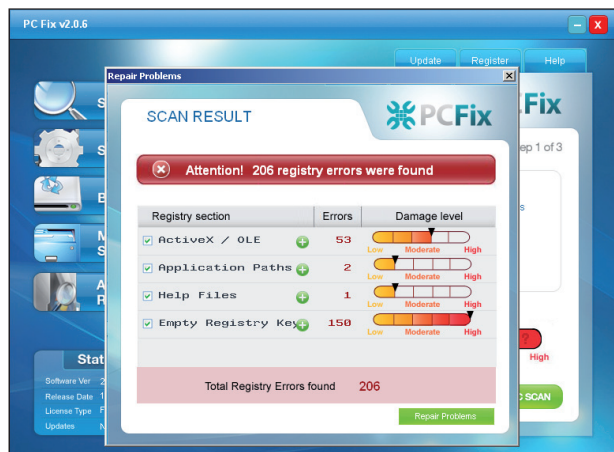 PC Fix v2.0.6
Update Register Help
Repair Problems
SCAN RESULT
PCFix
Fix
ep 1 of 3
Attention! 206 registry errors were found
Registry section Errors Damage level
ActiveX / OLE 53
Low Moderate High
Application Paths 2
Low Moderate High
Help Files 1
Low Moderate High
Empty Registry Key 150
Low Moderate High
Total Registry Errors found 206
Repair Problems
S
S
B
M
S
A
R
s
?
High
C SCAN
Stat
Software Ver 2
Release Date 1
License Type F
Updates N